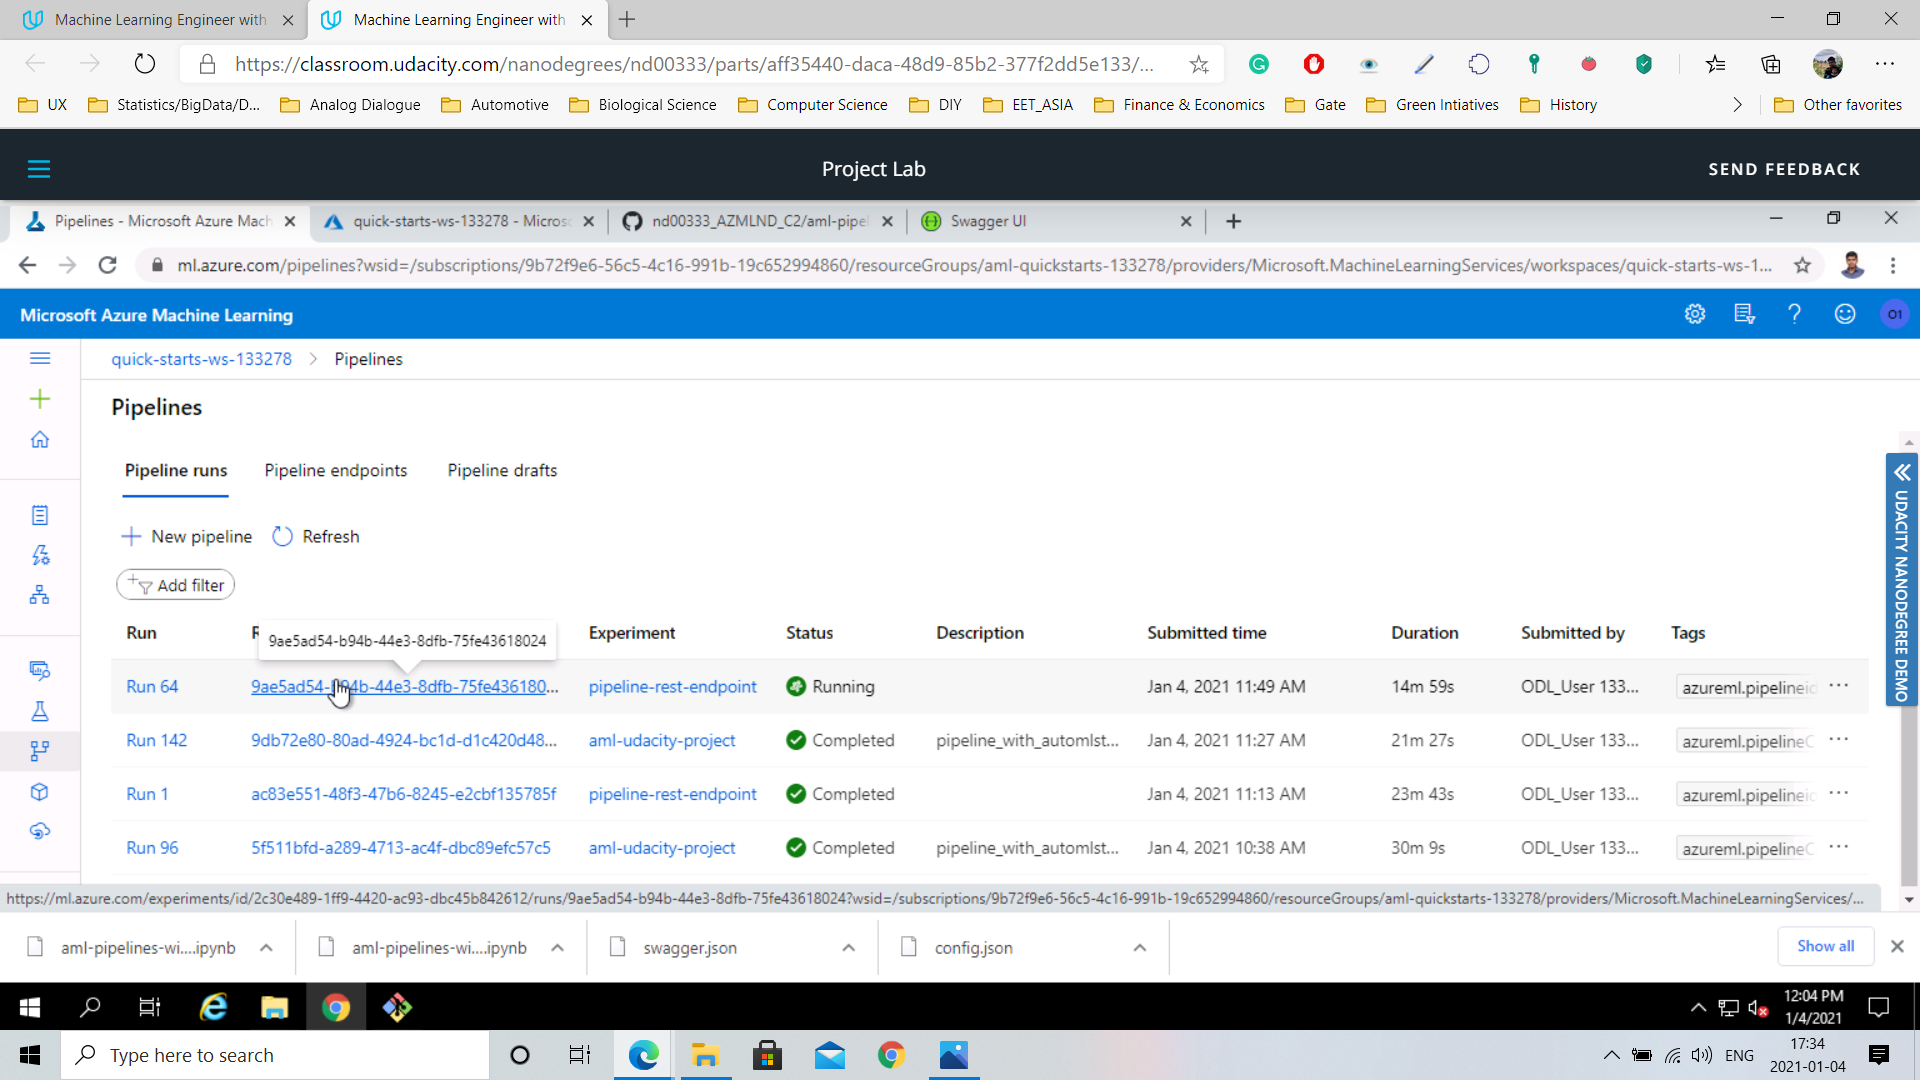 Machine Learning Engineer with
Machine Learning Engineer with
https://classroom.udacity.com/nanodegrees/nd00333/parts/aff35440-daca-48d9-85b2-377f2dd5e133/...
UX
Statistics/BigData/D...
Analog Dialogue
Automotive
Biological Science
Computer Science
DIY
EET_ASIA
Finance & Economics
Gate
Green Intiatives
History
Other favorites
Project Lab
SEND FEEDBACK
Pipelines - Microsoft Azure Mach
quick-starts-ws-133278 - Micros
nd00333_AZMLND_C2/aml-pipel
Swagger UI
ml.azure.com/pipelines?wsid=/subscriptions/9b72f9e6-56c5-4c16-991b-19c652994860/resourceGroups/aml-quickstarts-133278/providers/Microsoft.MachineLearningServices/workspaces/quick-starts-ws-1...
Microsoft Azure Machine Learning
O1
quick-starts-ws-133278 > Pipelines
Pipelines
Pipeline runs
Pipeline endpoints
Pipeline drafts
New pipeline
Refresh
Add filter
9ae5ad54-b94b-44e3-8dfb-75fe43618024
Run R Experiment Status Description Submitted time Duration Submitted by Tags
Run 64 9ae5ad54-b94b-44e3-8dfb-75fe436180... pipeline-rest-endpoint Running Jan 4, 2021 11:49 AM 14m 59s ODL_User 133... azureml.pipelineid ...
Run 142 9db72e80-80ad-4924-bc1d-d1c420d48... aml-udacity-project Completed pipeline_with_automlst... Jan 4, 2021 11:27 AM 21m 27s ODL_User 133... azureml.pipelineC ...
Run 1 ac83e551-48f3-47b6-8245-e2cbf135785f pipeline-rest-endpoint Completed Jan 4, 2021 11:13 AM 23m 43s ODL_User 133... azureml.pipelineid ...
Run 96 5f511bfd-a289-4713-ac4f-dbc89efc57c5 aml-udacity-project Completed pipeline_with_automlst... Jan 4, 2021 10:38 AM 30m 9s ODL_User 133... azureml.pipelineC ...
UDACITY NANODEGREE DEMO
https://ml.azure.com/experiments/id/2c30e489-1ff9-4420-ac93-dbc45b842612/runs/9ae5ad54-b94b-44e3-8dfb-75fe43618024?wsid=/subscriptions/9b72f9e6-56c5-4c16-991b-19c652994860/resourceGroups/aml-quickstarts-133278/providers/Microsoft.MachineLearningServices/...
aml-pipelines-wi....ipynb
aml-pipelines-wi....ipynb
swagger.json
config.json
Show all
12:04 PM
1/4/2021
Type here to search
ENG
17:34
2021-01-04